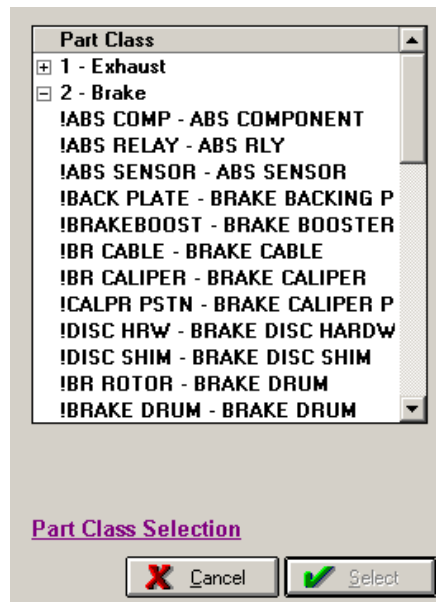 Part Class
1 - Exhaust
2 - Brake
!ABS COMP - ABS COMPONENT
!ABS RELAY - ABS RLY
!ABS SENSOR - ABS SENSOR
!BACK PLATE - BRAKE BACKING P
!BRAKEBOOST - BRAKE BOOSTER
!BR CABLE - BRAKE CABLE
!BR CALIPER - BRAKE CALIPER
!CALPR PSTN - BRAKE CALIPER P
!DISC HRW - BRAKE DISC HARDW
!DISC SHIM - BRAKE DISC SHIM
!BR ROTOR - BRAKE DRUM
!BRAKE DRUM - BRAKE DRUM
Part Class Selection
Cancel Select